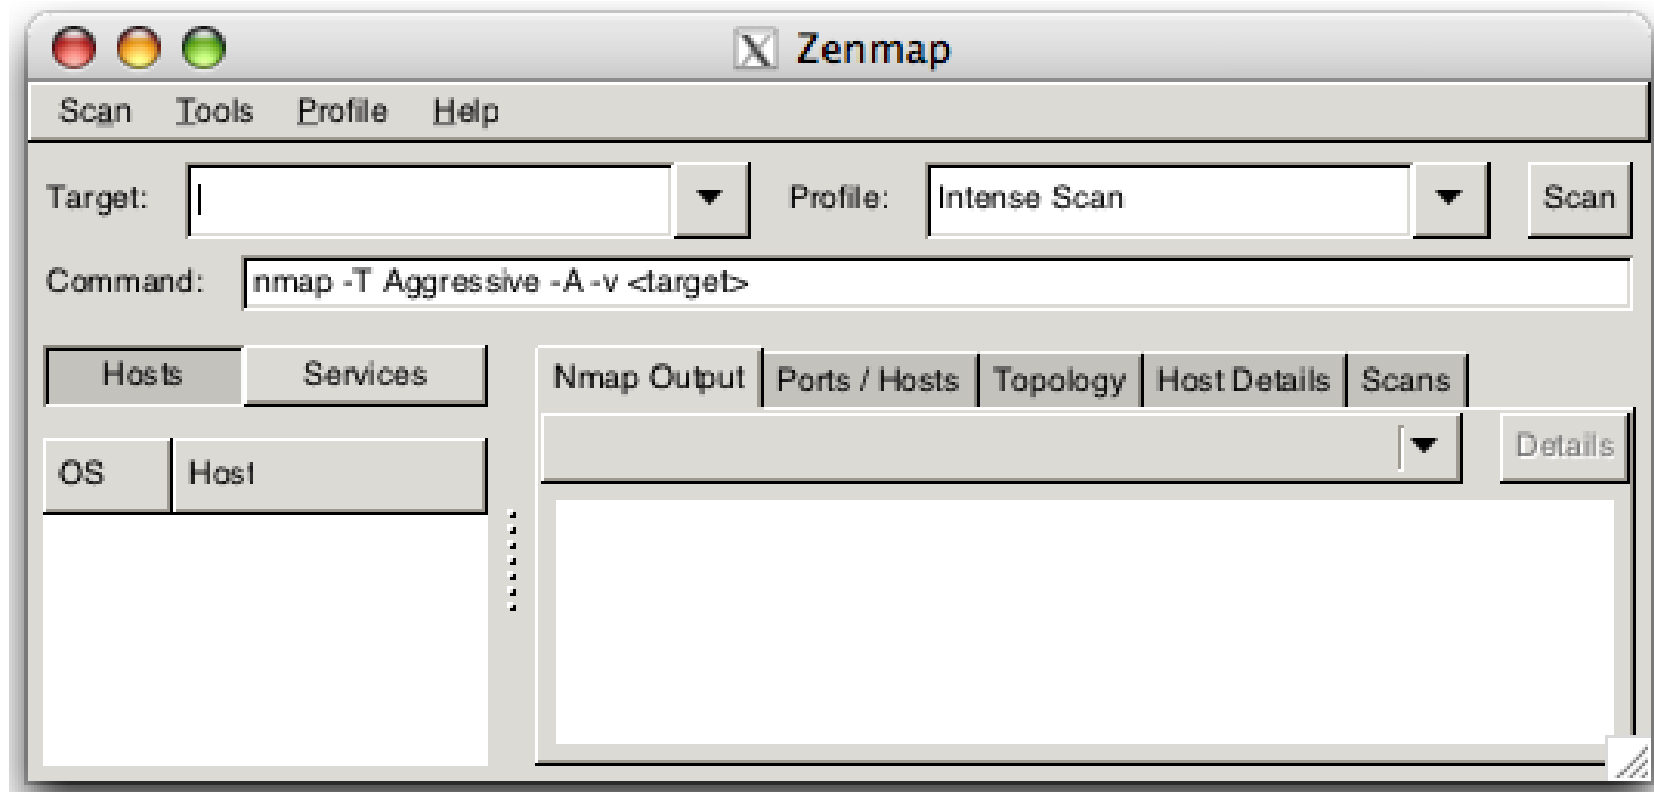 Zenmap
Scan Tools Profile Help
Target: Profile: Intense Scan Scan
Command: nmap -T Aggressive -A -v <target>
Hosts Services
Nmap Output Ports / Hosts Topology Host Details Scans
Details
OS Host